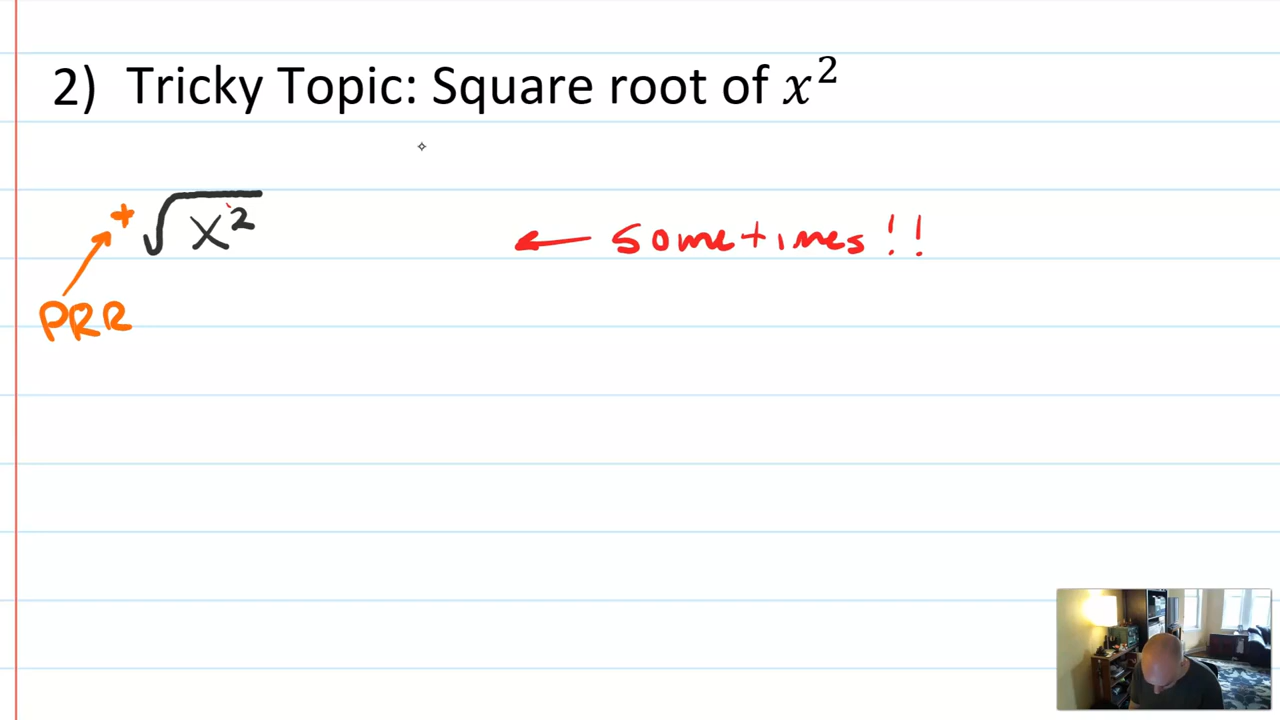 2) Tricky Topic: Square root of x²
+√x² ← sometimes!!
PRR